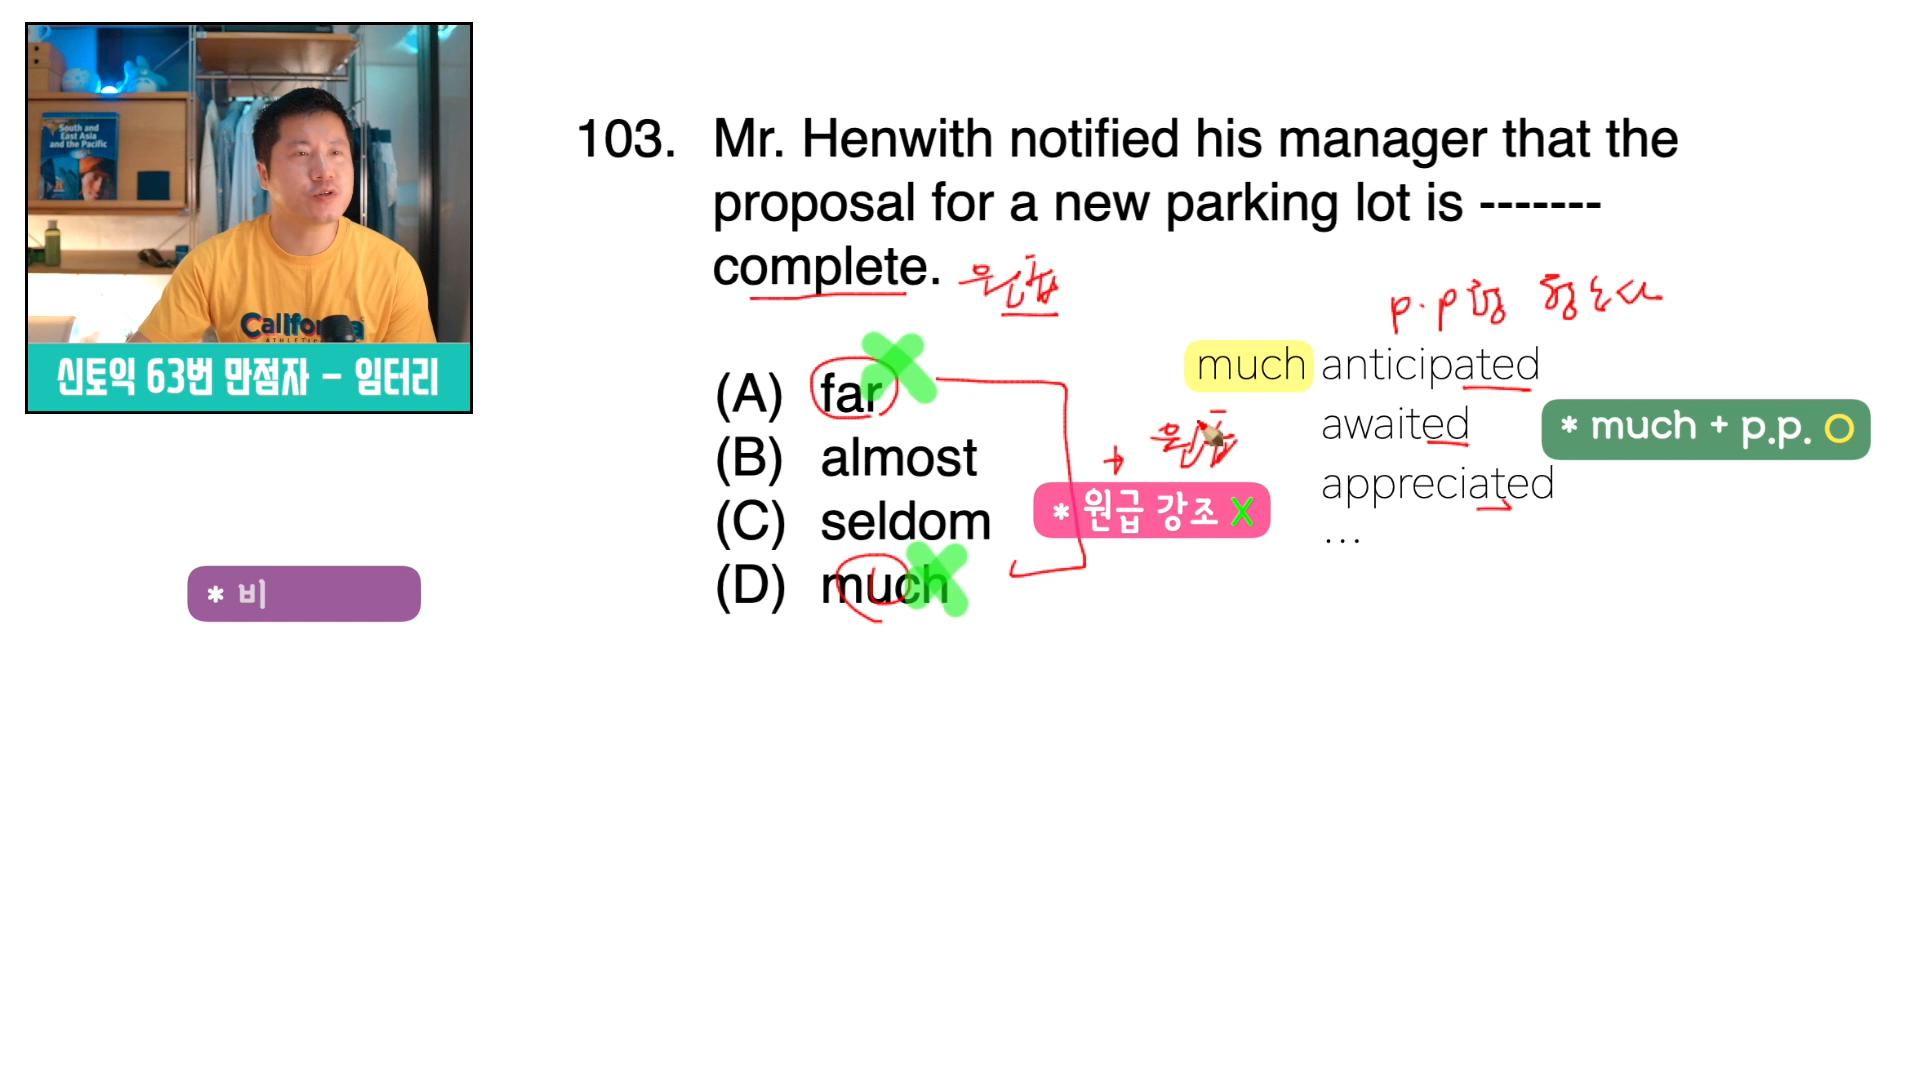 South and
East Asia
and the Pacific
신토익 63번 만점자 – 임터리
103. Mr. Henwith notified his manager that the
proposal for a new parking lot is -------
complete. 원급
(A) far
(B) almost
(C) seldom
(D) much
→ 원급
* 원급 강조 X
p.p형 형용사
much anticipated
awaited
appreciated
...
* much + p.p. O
* 비